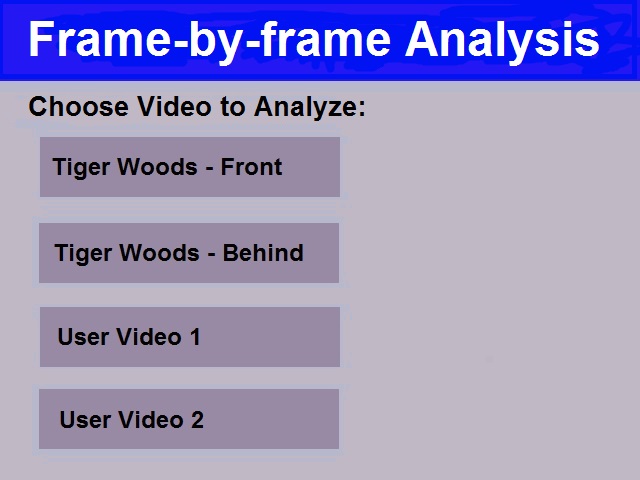 Frame-by-frame Analysis
Choose Video to Analyze:
Tiger Woods - Front
Tiger Woods - Behind
User Video 1
User Video 2